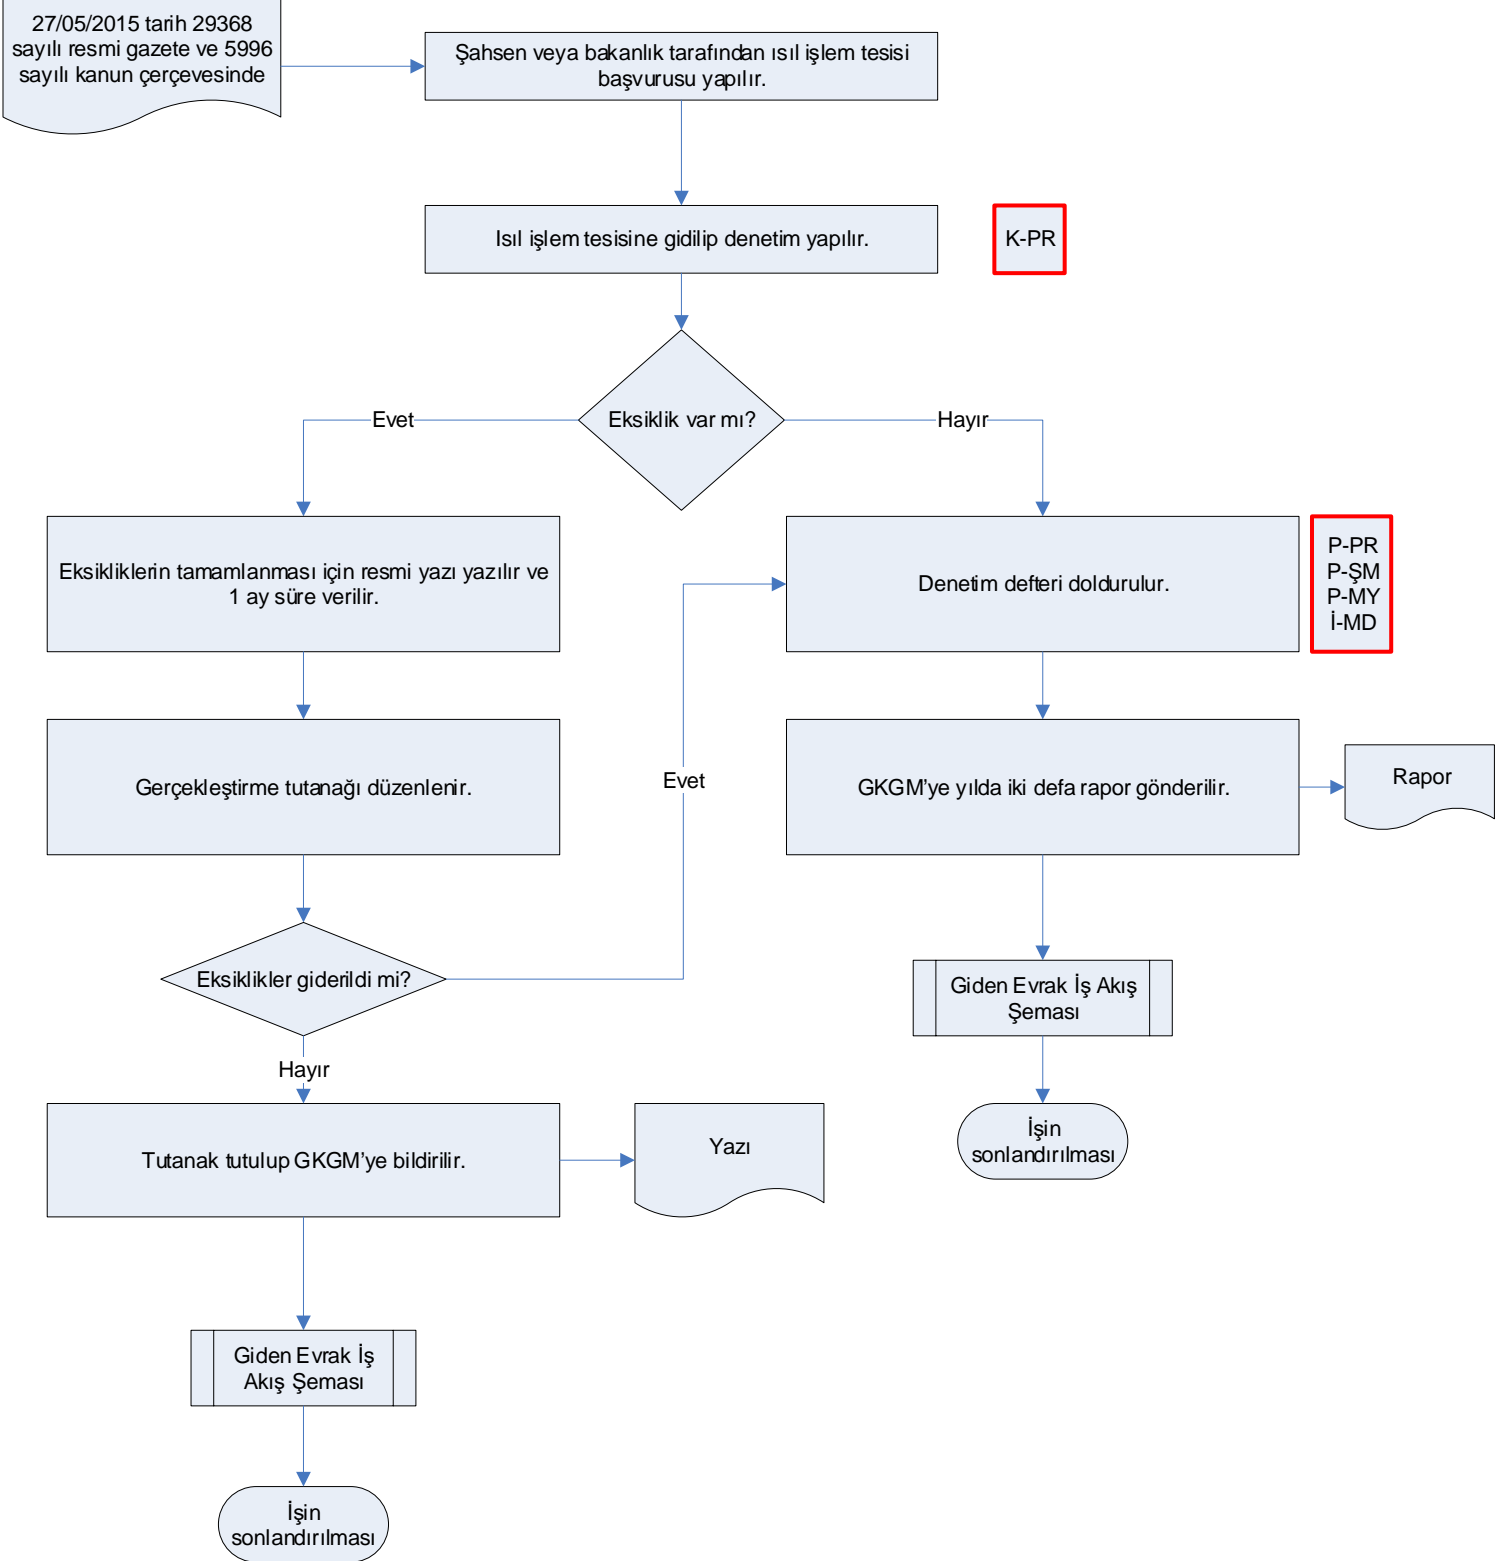 27/05/2015 tarih 29368
sayılı resmi gazete ve 5996
sayılı kanun çerçevesinde
Şahsen veya bakanlık tarafından ısıl işlem tesisi
başvurusu yapılır.
Isıl işlem tesisine gidilip denetim yapılır.
K-PR
Eksiklik var mı?
Evet
Hayır
Eksikliklerin tamamlanması için resmi yazı yazılır ve
1 ay süre verilir.
Denetim defteri doldurulur.
P-PR
P-ŞM
P-MY
İ-MD
Gerçekleştirme tutanağı düzenlenir.
Evet
GKGM’ye yılda iki defa rapor gönderilir.
Rapor
Eksiklikler giderildi mi?
Giden Evrak İş Akış
Şeması
Hayır
Tutanak tutulup GKGM’ye bildirilir.
Yazı
İşin
sonlandırılması
Giden Evrak İş
Akış Şeması
İşin
sonlandırılması